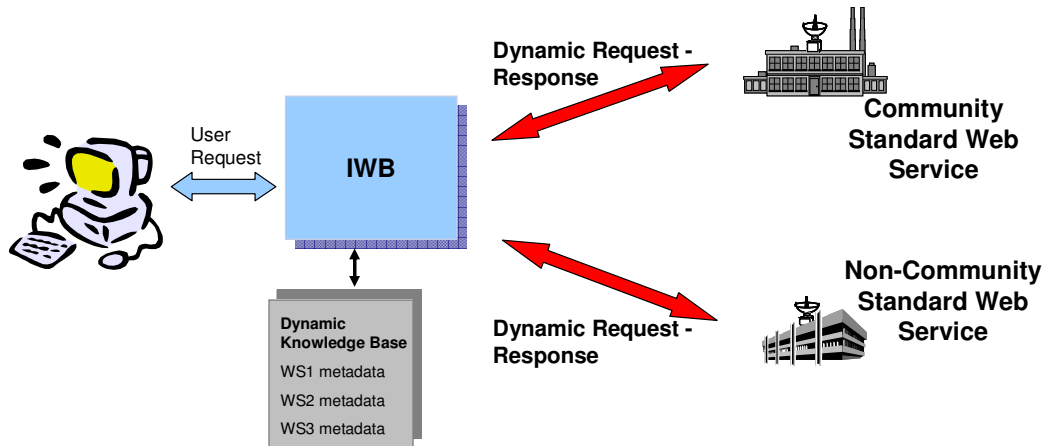 User
Request
IWB
Dynamic
Knowledge Base
WS1 metadata
WS2 metadata
WS3 metadata
Dynamic Request -
Response
Community
Standard Web
Service
Dynamic Request -
Response
Non-Community
Standard Web
Service